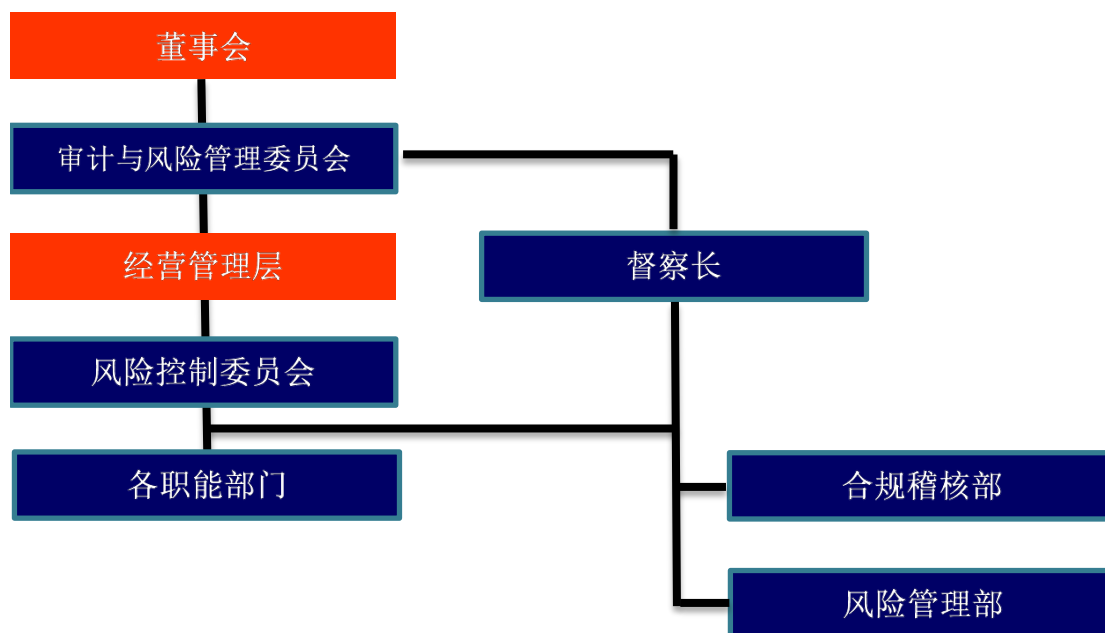 董事会
审计与风险管理委员会
经营管理层
督察长
风险控制委员会
各职能部门
合规稽核部
风险管理部